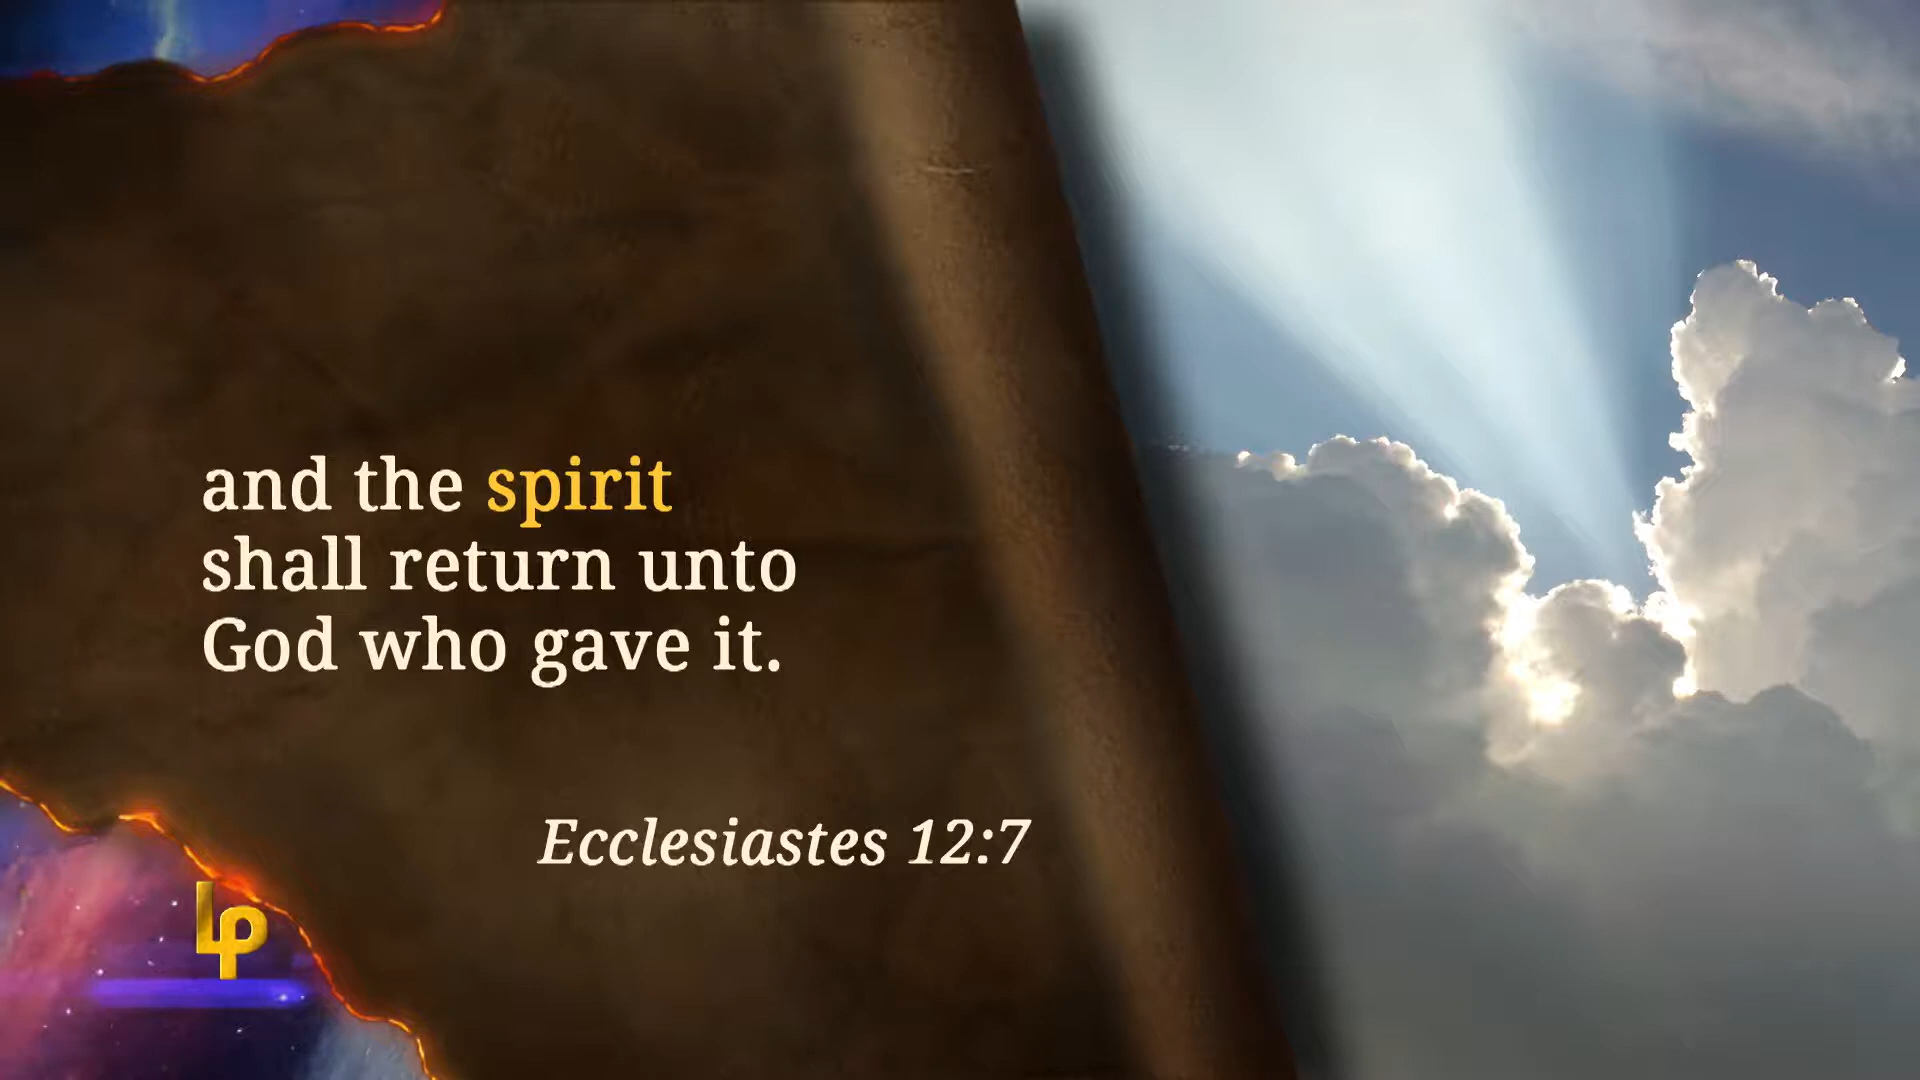 and the spirit
shall return unto
God who gave it.
Ecclesiastes 12:7
LP